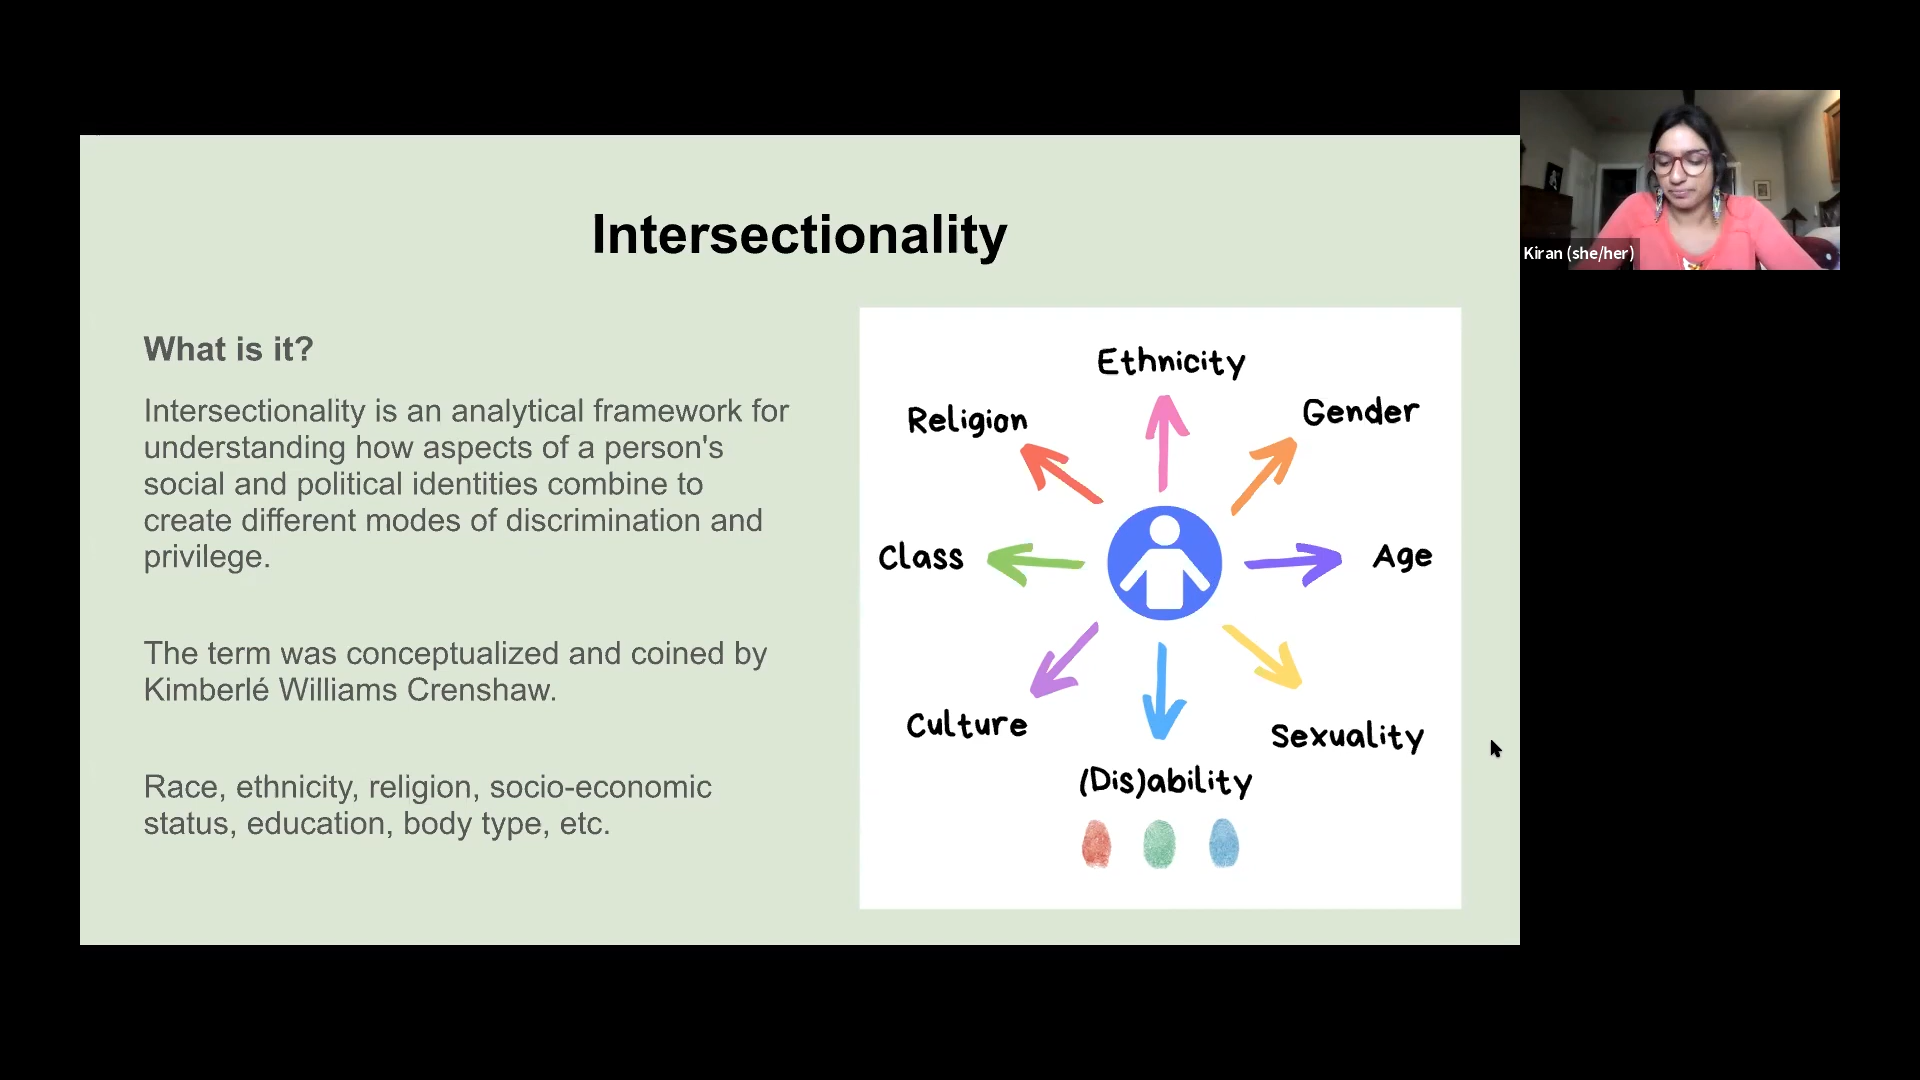 Intersectionality
What is it?
Intersectionality is an analytical framework for
understanding how aspects of a person's
social and political identities combine to
create different modes of discrimination and
privilege.
The term was conceptualized and coined by
Kimberlé Williams Crenshaw.
Race, ethnicity, religion, socio-economic
status, education, body type, etc.
Ethnicity
Religion
Gender
Class
Age
Culture
Sexuality
(Dis)ability
Kiran (she/her)